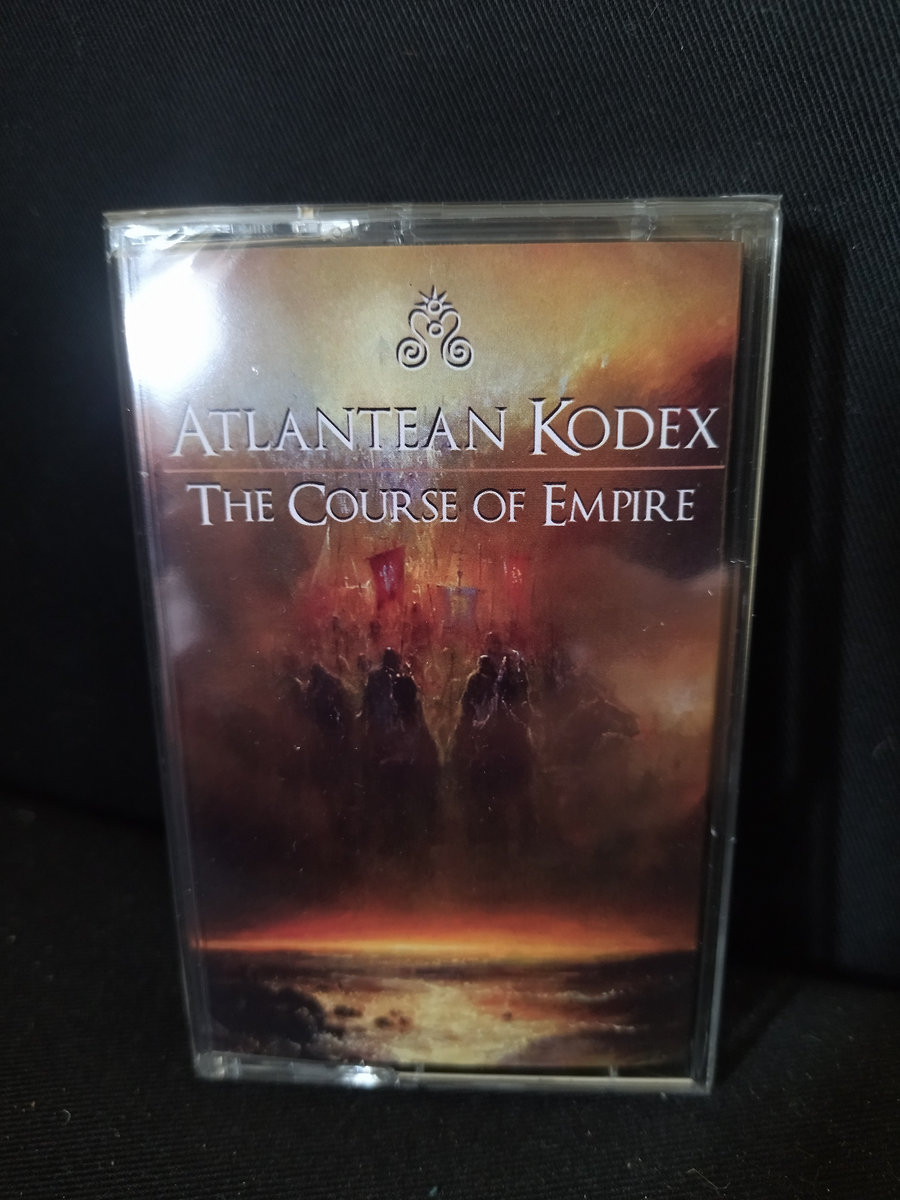 ATLANTEAN KODEX
THE COURSE OF EMPIRE